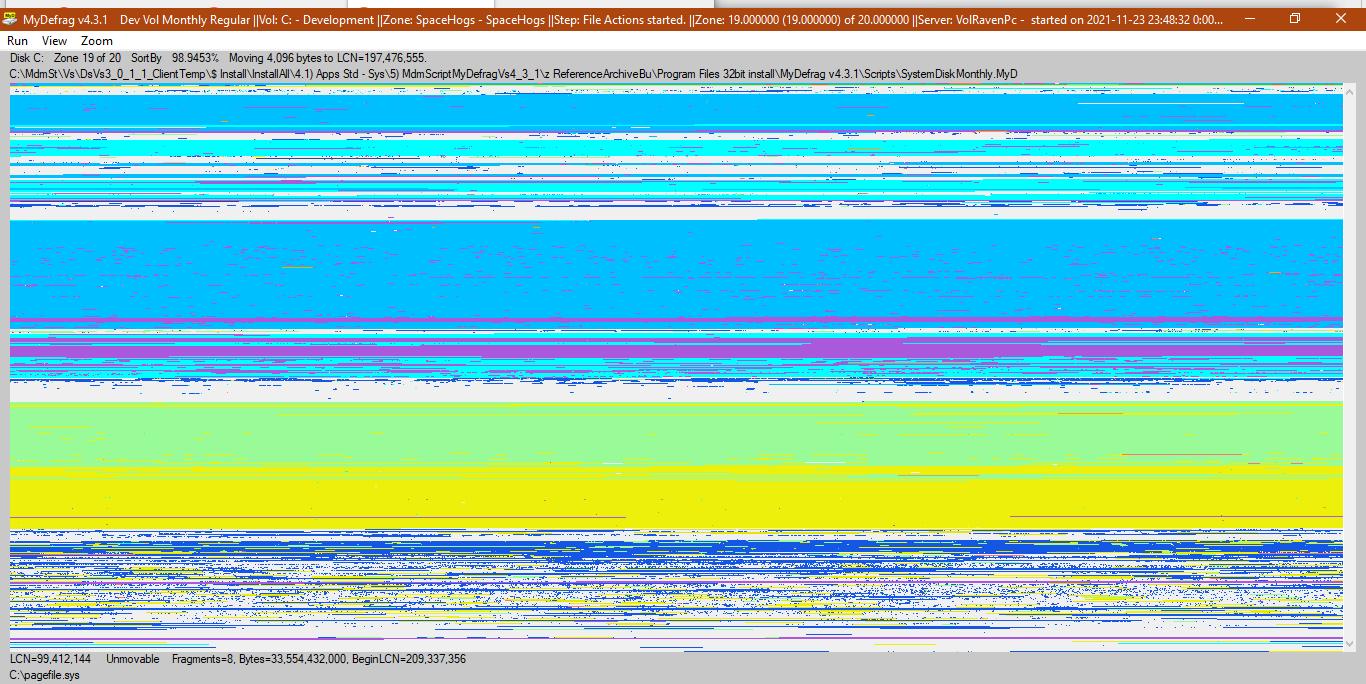 MyDefrag v4.3.1 Dev Vol Monthly Regular ||Vol: C: - Development ||Zone: SpaceHogs - SpaceHogs ||Step: File Actions started. ||Zone: 19.000000 (19.000000) of 20.000000 ||Server: VolRavenPc - started on 2021-11-23 23:48:32 0:00...
Run View Zoom
Disk C: Zone 19 of 20 SortBy 98.9453% Moving 4,096 bytes to LCN=197,476,555.
C:\MdmSt\Vs\DsVs3_0_1_1_ClientTemp\$ Install\InstallAll\4.1) Apps Std - Sys\5) MdmScriptMyDefragVs4_3_1\z ReferenceArchiveBu\Program Files 32bit install\MyDefrag v4.3.1\Scripts\SystemDiskMonthly.MyD
LCN=99,412,144 Unmovable Fragments=8, Bytes=33,554,432,000, BeginLCN=209,337,356
C:\pagefile.sys